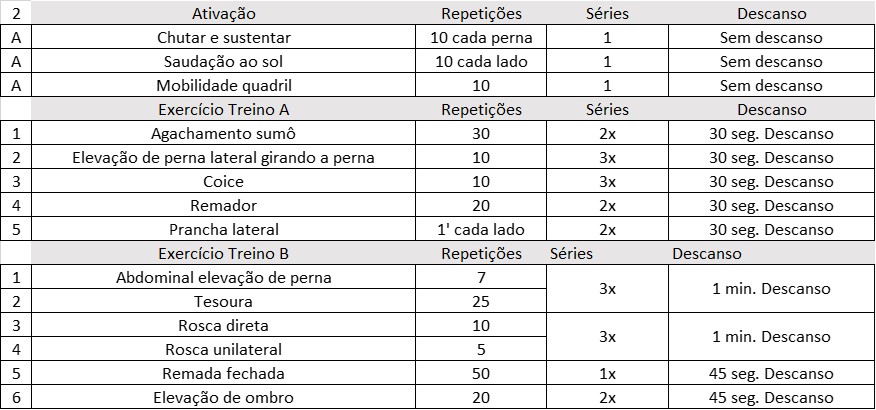 2 Ativação Repetições Séries Descanso
A Chutar e sustentar 10 cada perna 1 Sem descanso
A Saudação ao sol 10 cada lado 1 Sem descanso
A Mobilidade quadril 10 1 Sem descanso
Exercício Treino A Repetições Séries Descanso
1 Agachamento sumô 30 2x 30 seg. Descanso
2 Elevação de perna lateral girando a perna 10 3x 30 seg. Descanso
3 Coice 10 3x 30 seg. Descanso
4 Remador 20 2x 30 seg. Descanso
5 Prancha lateral 1' cada lado 2x 30 seg. Descanso
Exercício Treino B Repetições Séries Descanso
1 Abdominal elevação de perna 7 3x 1 min. Descanso
2 Tesoura 25
3 Rosca direta 10 3x 1 min. Descanso
4 Rosca unilateral 5
5 Remada fechada 50 1x 45 seg. Descanso
6 Elevação de ombro 20 2x 45 seg. Descanso